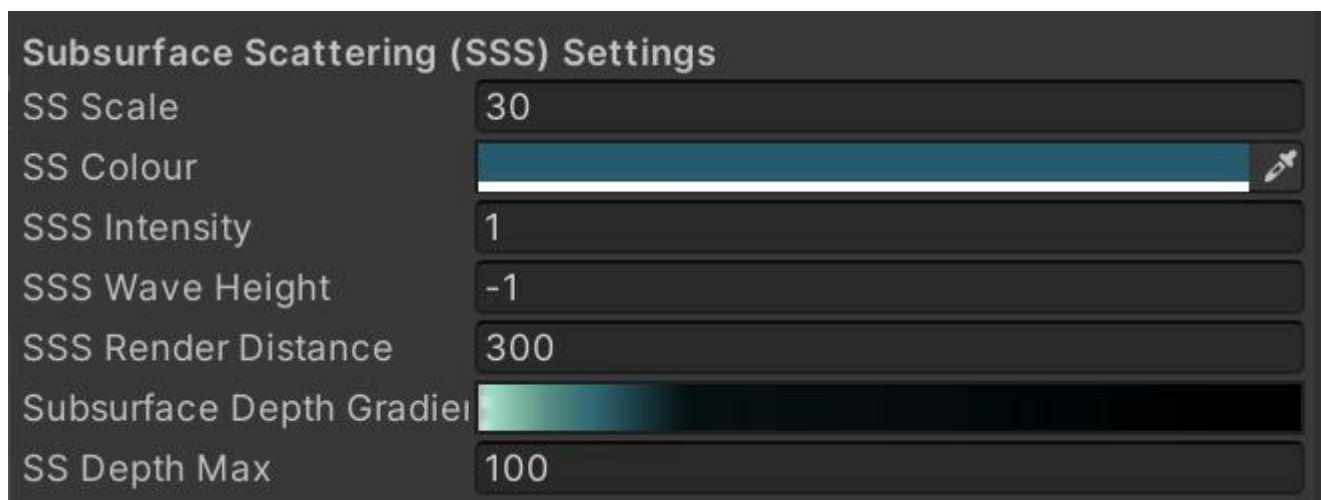 Subsurface Scattering (SSS) Settings
SS Scale 30
SS Colour
SSS Intensity 1
SSS Wave Height -1
SSS Render Distance 300
Subsurface Depth Gradier
SS Depth Max 100